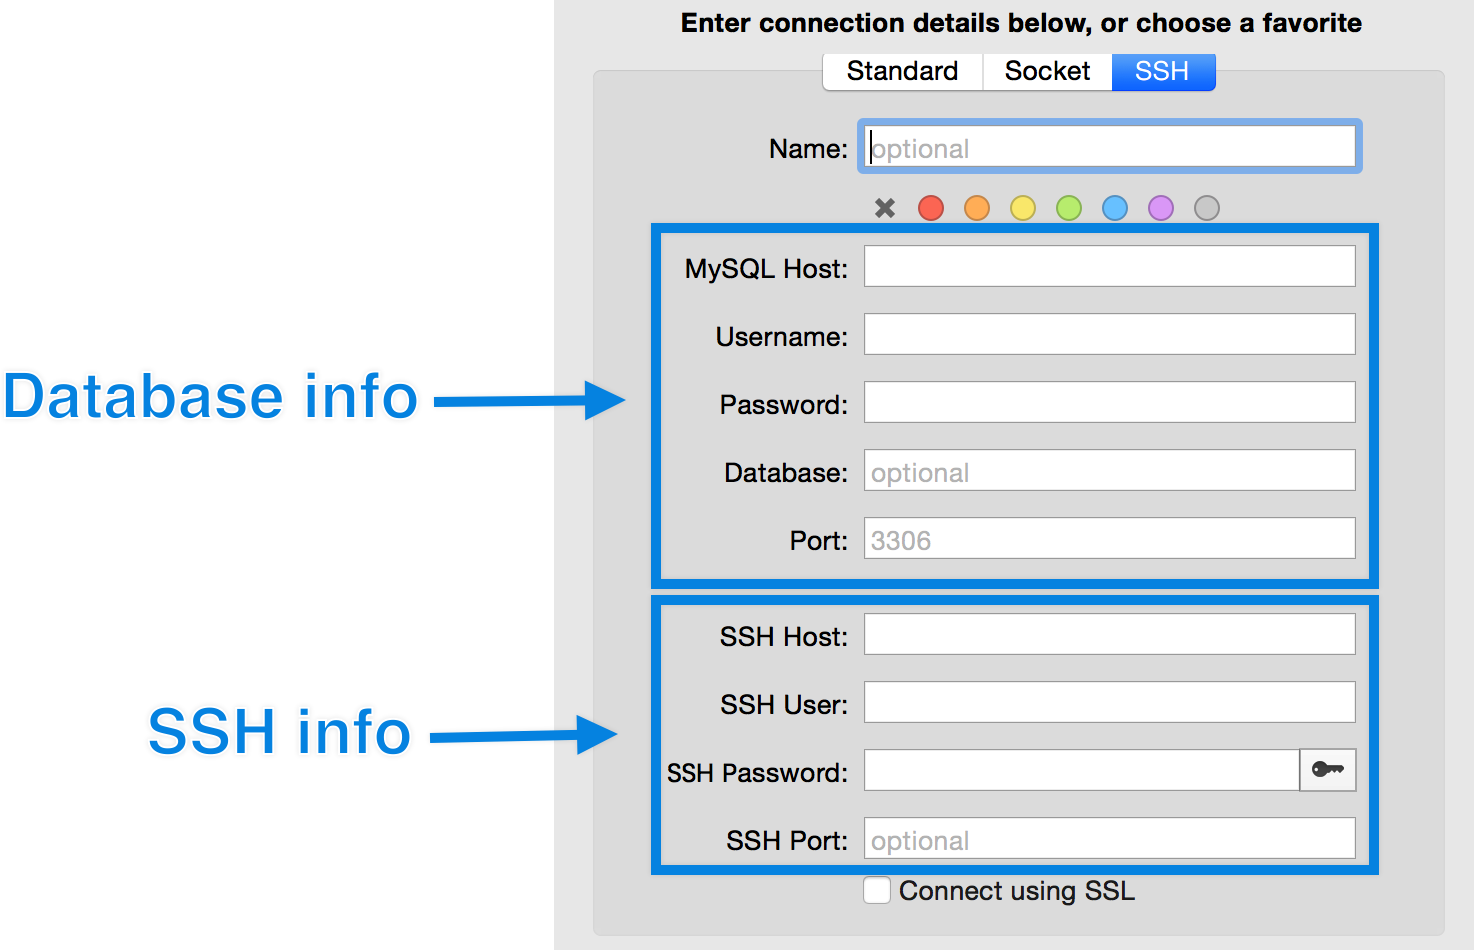 Enter connection details below, or choose a favorite
Standard Socket SSH
Name: optional
MySQL Host:
Username:
Database info
Password:
Database: optional
Port: 3306
SSH Host:
SSH User:
SSH info
SSH Password:
SSH Port: optional
Connect using SSL